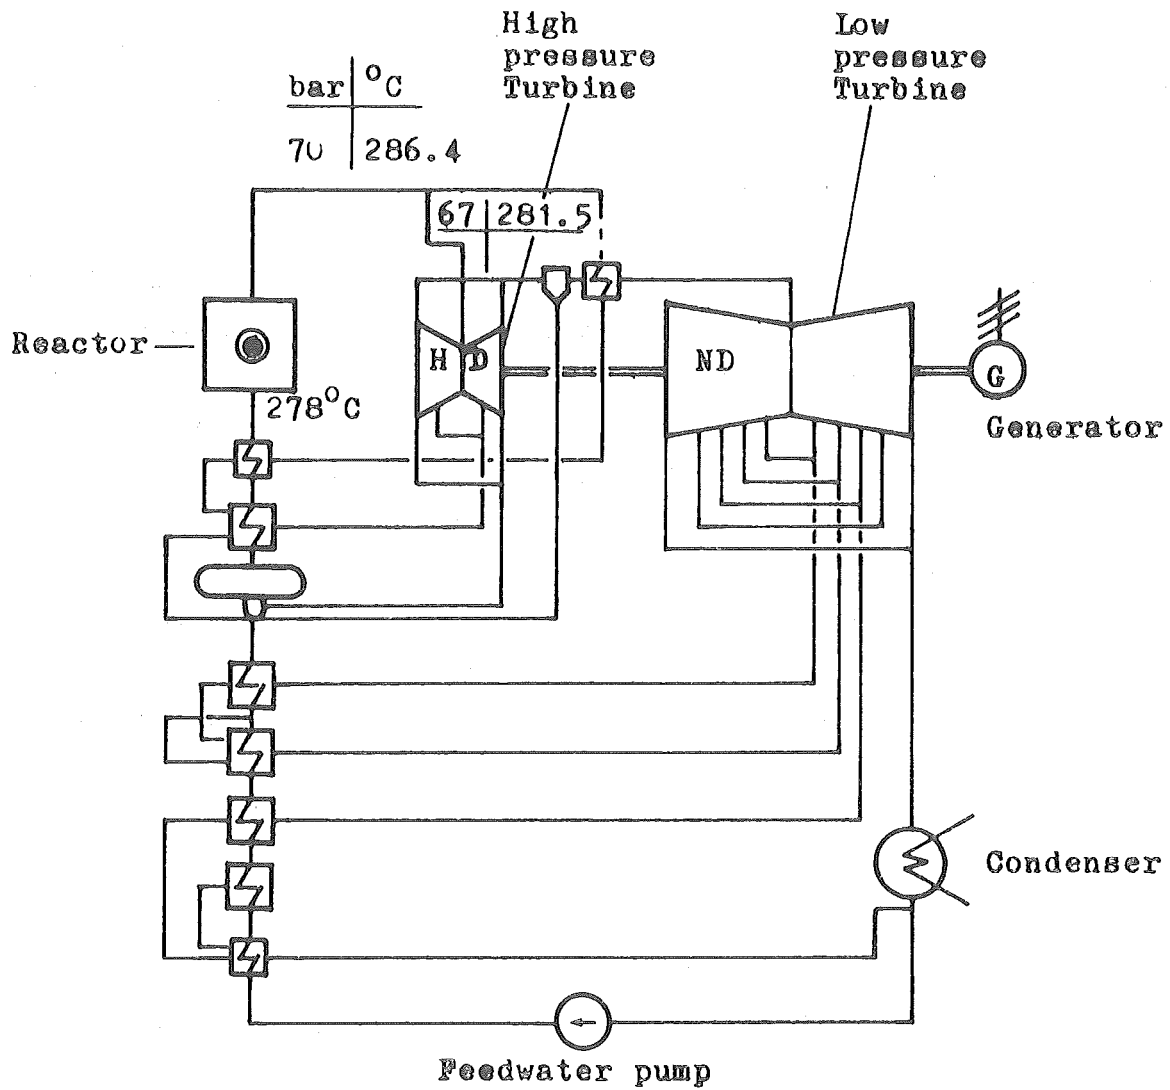 High
pressure
Turbine
Low
pressure
Turbine
bar °C
70 286.4
67 281.5
Reactor
H D
ND
G
278°C
Generator
Condenser
Feedwater pump